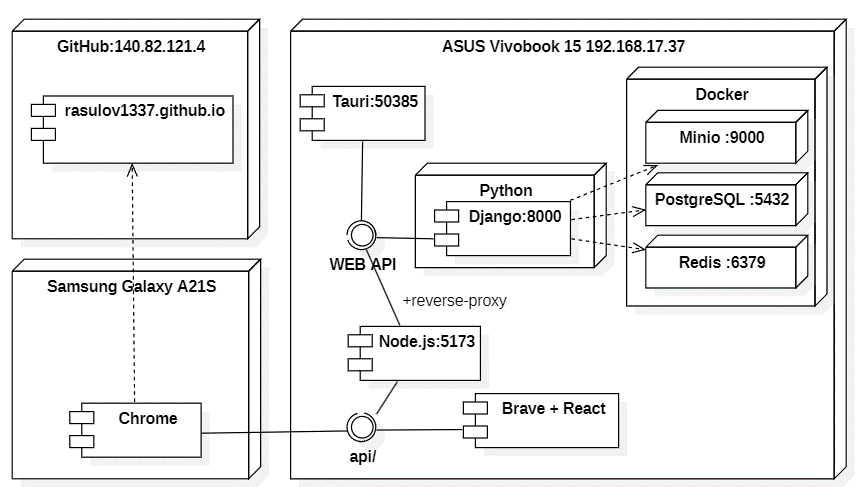 GitHub:140.82.121.4
rasulov1337.github.io
Samsung Galaxy A21S
Chrome
ASUS Vivobook 15 192.168.17.37
Tauri:50385
WEB API
Python
Django:8000
Docker
Minio :9000
PostgreSQL :5432
Redis :6379
+reverse-proxy
Node.js:5173
api/
Brave + React